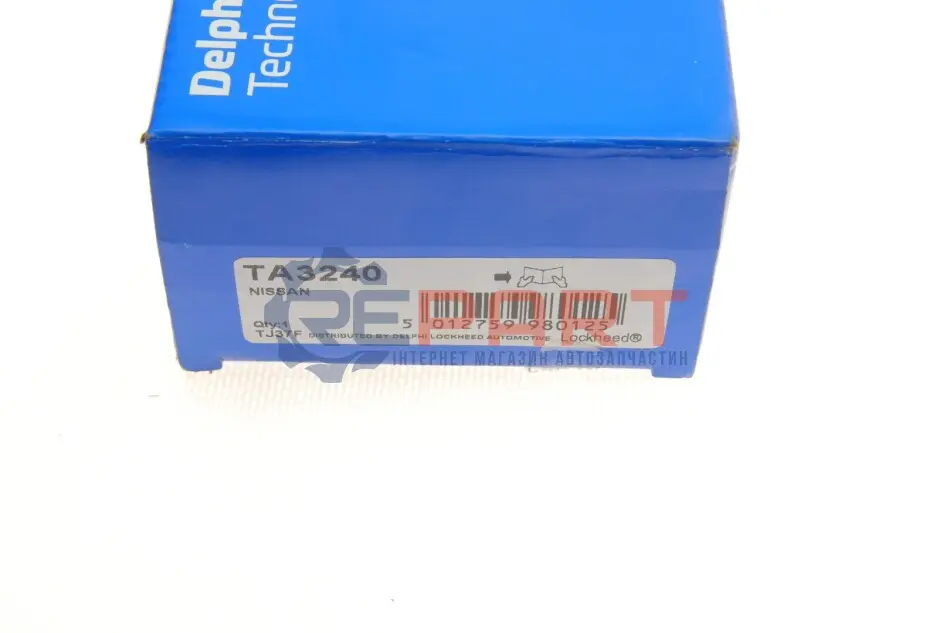 Delph
Techno
TA3240
NISSAN
5 012759 980125
Qty:1
TJ37F DISTRIBUTED BY DELPHI LOCKHEED AUTOMOTIVE Lockheed®
REPART
ІНТЕРНЕТ МАГАЗИН АВТОЗАПЧАСТИН